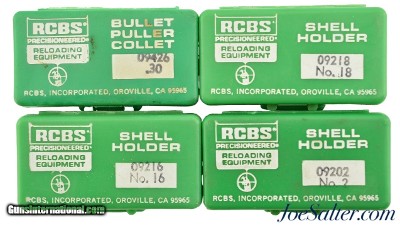 RCBS
PRECISIONEERED®
RELOADING
EQUIPMENT
BULLET
PULLER
COLLET
09426
.30
RCBS, INCORPORATED, OROVILLE, CA 95965
RCBS
PRECISIONEERED®
RELOADING
EQUIPMENT
SHELL
HOLDER
09218
No. 18
RCBS, INCORPORATED, OROVILLE, CA 95965
RCBS
PRECISIONEERED®
RELOADING
EQUIPMENT
SHELL
HOLDER
09216
No. 16
RCBS, INCORPORATED, OROVILLE, CA 95965
RCBS
PRECISIONEERED®
RELOADING
EQUIPMENT
SHELL
HOLDER
09202
No. 2
RCBS, INCORPORATED, OROVILLE, CA 95965
GunsInternational.com
JoeSalter.com